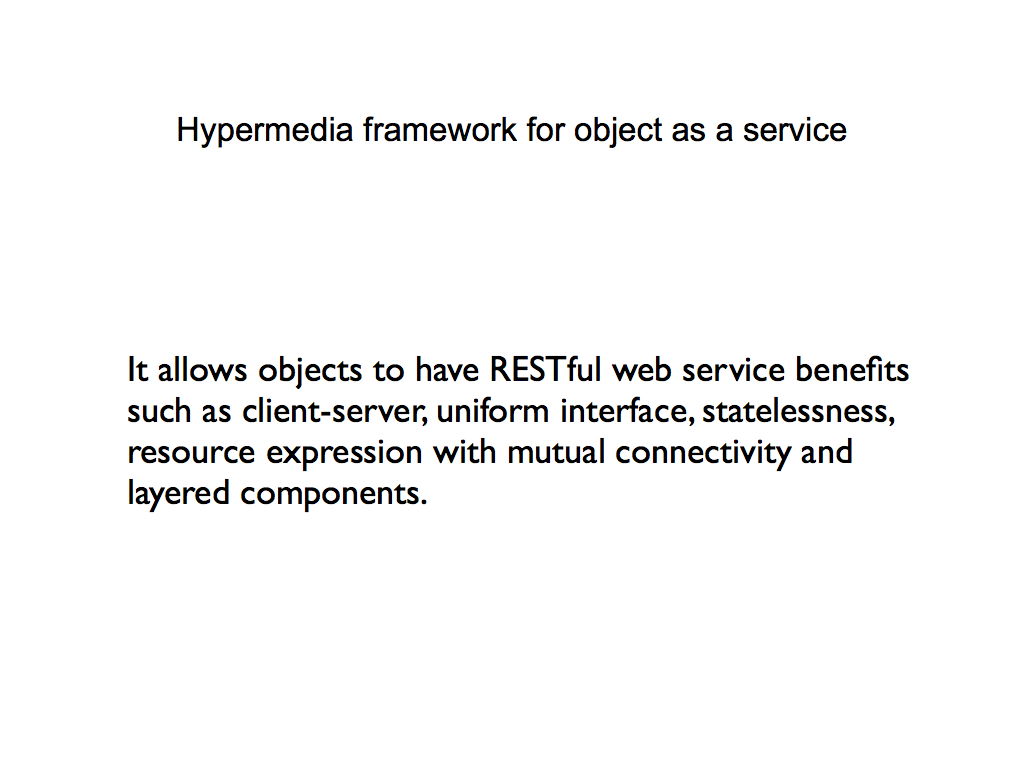 Hypermedia framework for object as a service
It allows objects to have RESTful web service benefits
such as client-server, uniform interface, statelessness,
resource expression with mutual connectivity and
layered components.